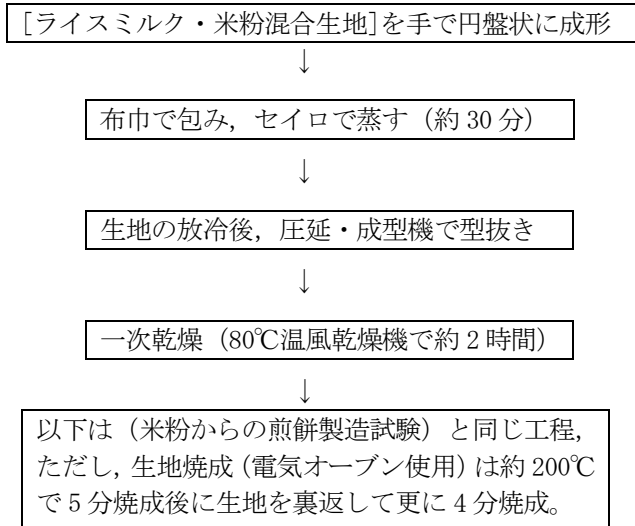 [ライスミルク・米粉混合生地]を手で円盤状に成形
↓
布巾で包み，セイロで蒸す（約 30 分）
↓
生地の放冷後，圧延・成型機で型抜き
↓
一次乾燥（80℃温風乾燥機で約 2 時間）
↓
以下は（米粉からの煎餅製造試験）と同じ工程，
ただし，生地焼成（電気オーブン使用）は約 200℃
で 5 分焼成後に生地を裏返して更に 4 分焼成。